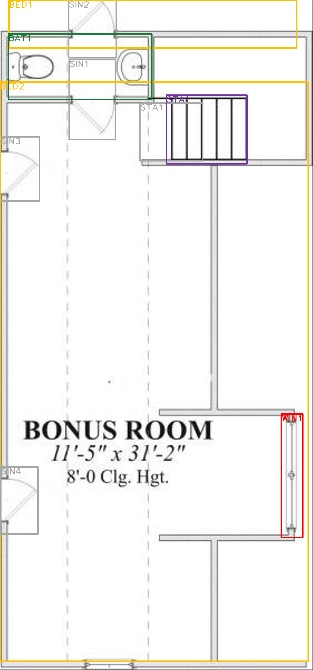 BED1
SIN2
BAT1
SIN1
BED2
STA1
STA1
SIN3
WIN1
BONUS ROOM
11'-5" x 31'-2"
8'-0 Clg. Hgt.
SIN4